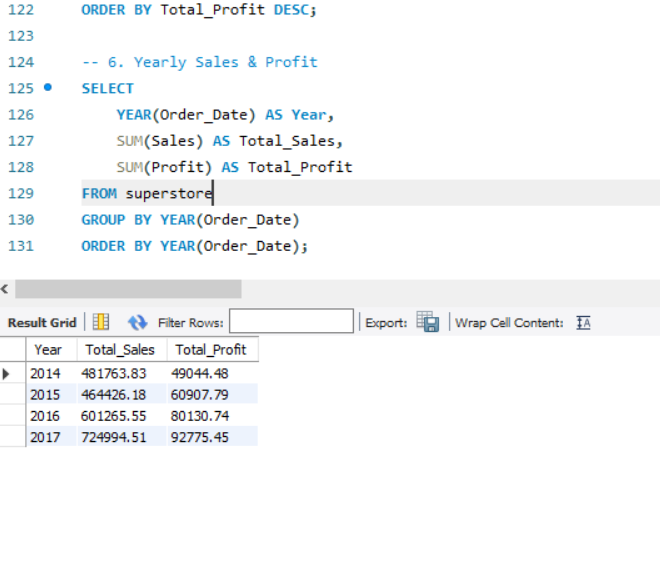 122 ORDER BY Total_Profit DESC;
123
124 -- 6. Yearly Sales & Profit
125 SELECT
126 YEAR(Order_Date) AS Year,
127 SUM(Sales) AS Total_Sales,
128 SUM(Profit) AS Total_Profit
129 FROM superstore
130 GROUP BY YEAR(Order_Date)
131 ORDER BY YEAR(Order_Date);
Result Grid Filter Rows: Export: Wrap Cell Content: IA
Year Total_Sales Total_Profit
2014 481763.83 49044.48
2015 464426.18 60907.79
2016 601265.55 80130.74
2017 724994.51 92775.45